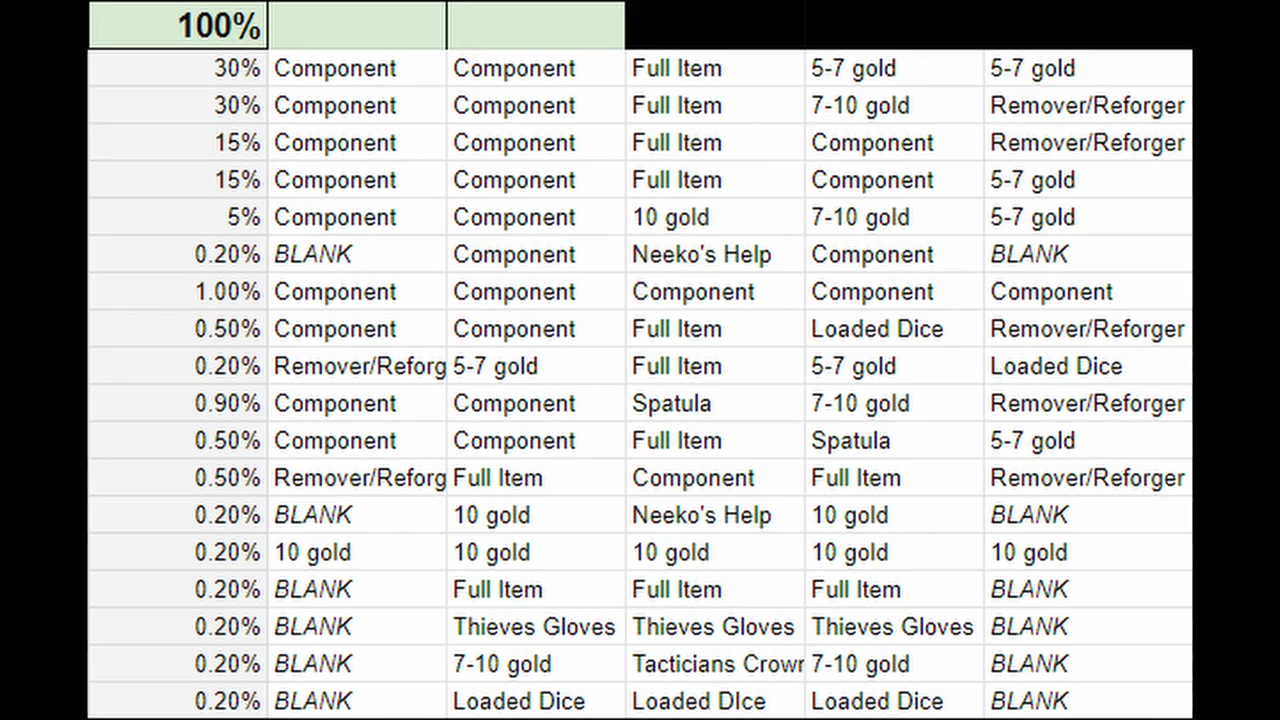 100%
30% Component Component Full Item 5-7 gold 5-7 gold
30% Component Component Full Item 7-10 gold Remover/Reforger
15% Component Component Full Item Component Remover/Reforger
15% Component Component Full Item Component 5-7 gold
5% Component Component 10 gold 7-10 gold 5-7 gold
0.20% BLANK Component Neeko's Help Component BLANK
1.00% Component Component Component Component Component
0.50% Component Component Full Item Loaded Dice Remover/Reforger
0.20% Remover/Reforg 5-7 gold Full Item 5-7 gold Loaded Dice
0.90% Component Component Spatula 7-10 gold Remover/Reforger
0.50% Component Component Full Item Spatula 5-7 gold
0.50% Remover/Reforg Full Item Component Full Item Remover/Reforger
0.20% BLANK 10 gold Neeko's Help 10 gold BLANK
0.20% 10 gold 10 gold 10 gold 10 gold 10 gold
0.20% BLANK Full Item Full Item Full Item BLANK
0.20% BLANK Thieves Gloves Thieves Gloves Thieves Gloves BLANK
0.20% BLANK 7-10 gold Tacticians Crown 7-10 gold BLANK
0.20% BLANK Loaded Dice Loaded DIce Loaded Dice BLANK